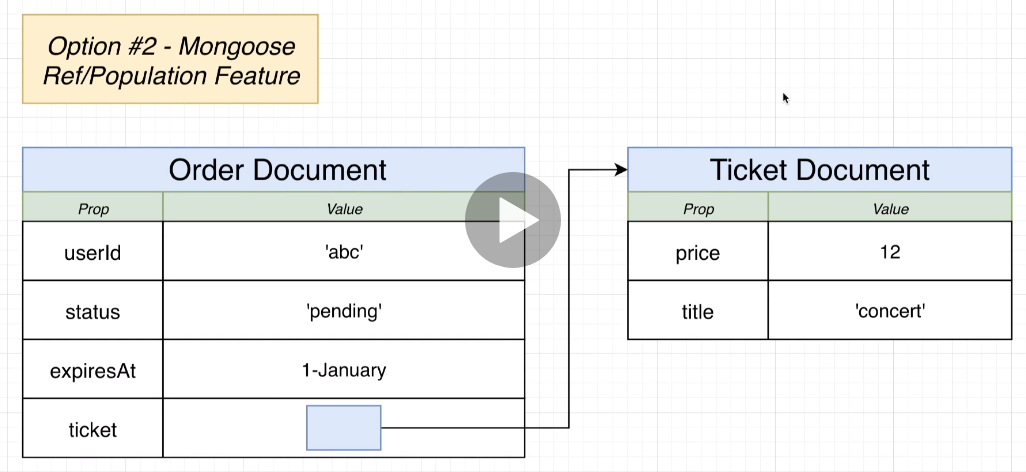 Option #2 - Mongoose
Ref/Population Feature
Order Document
Prop Value
userId 'abc'
status 'pending'
expiresAt 1-January
ticket
Ticket Document
Prop Value
price 12
title 'concert'